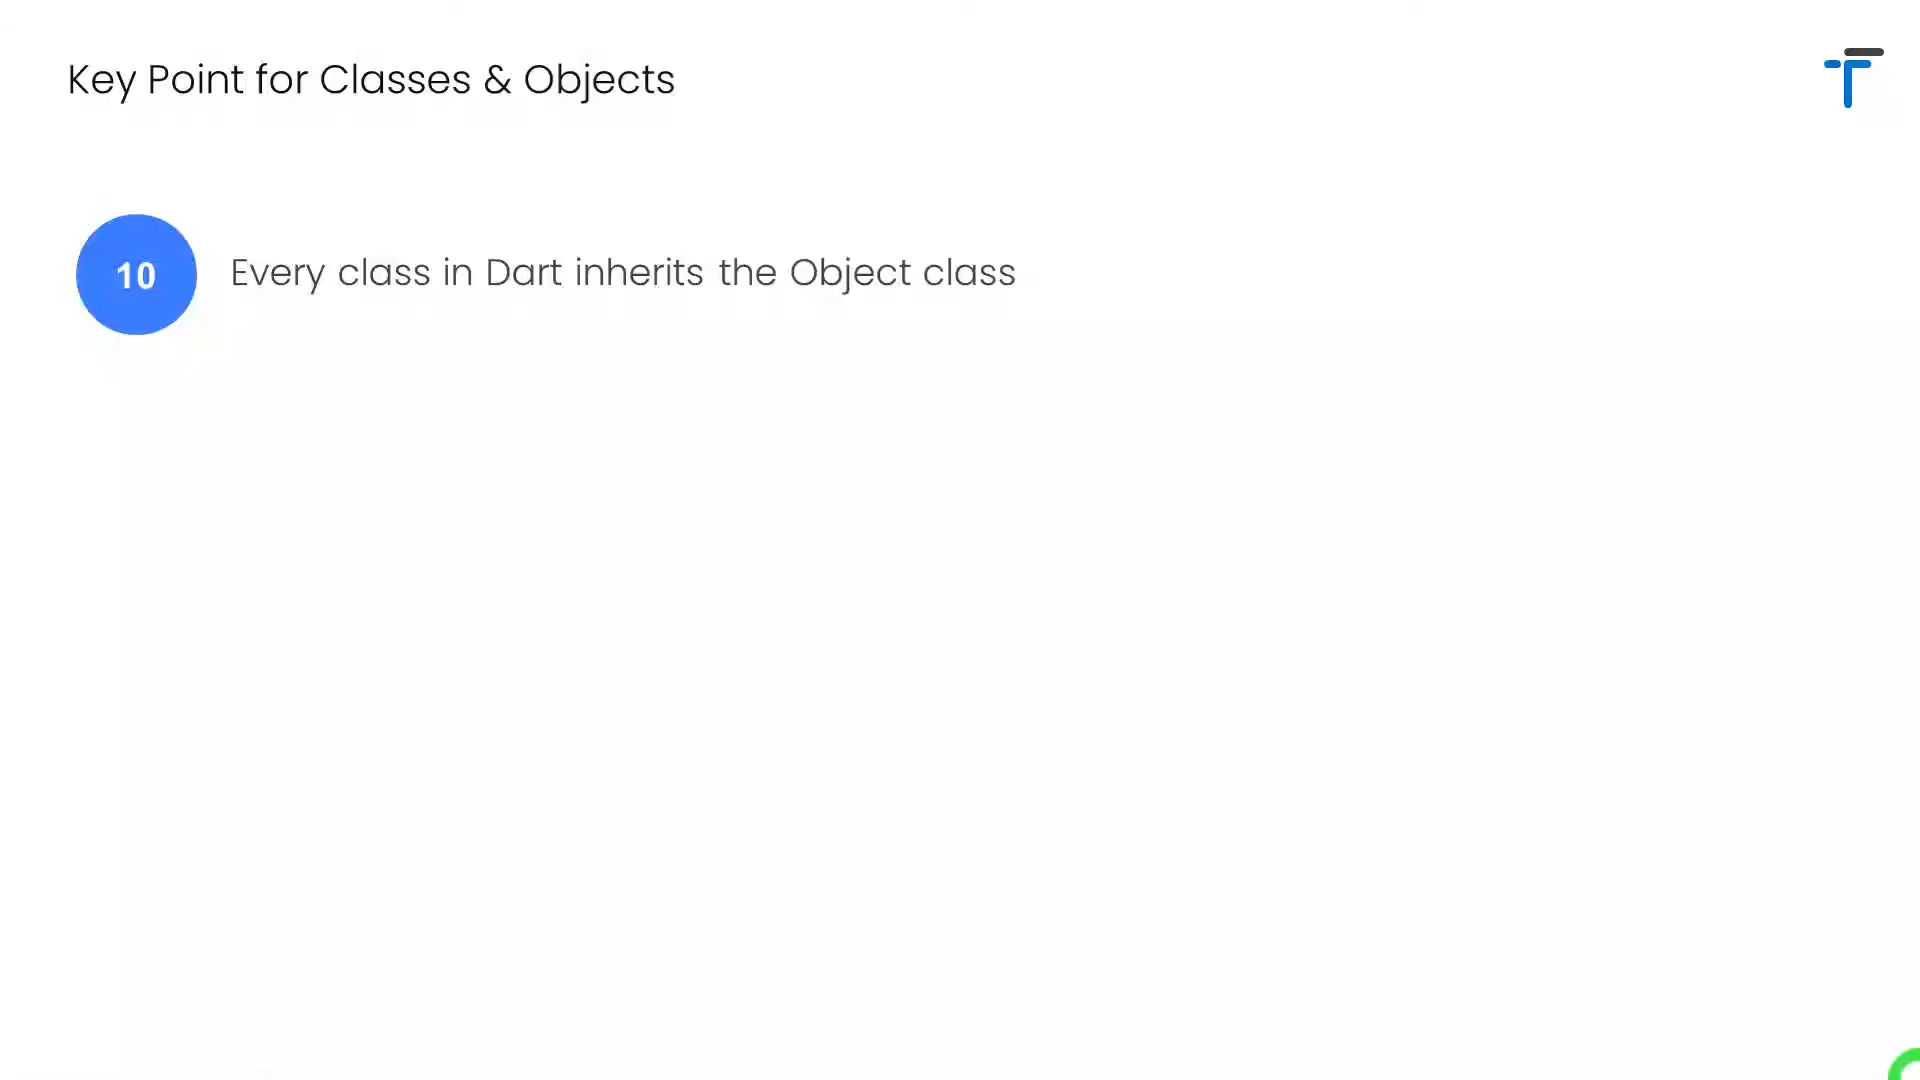 Key Point for Classes & Objects
10
Every class in Dart inherits the Object class